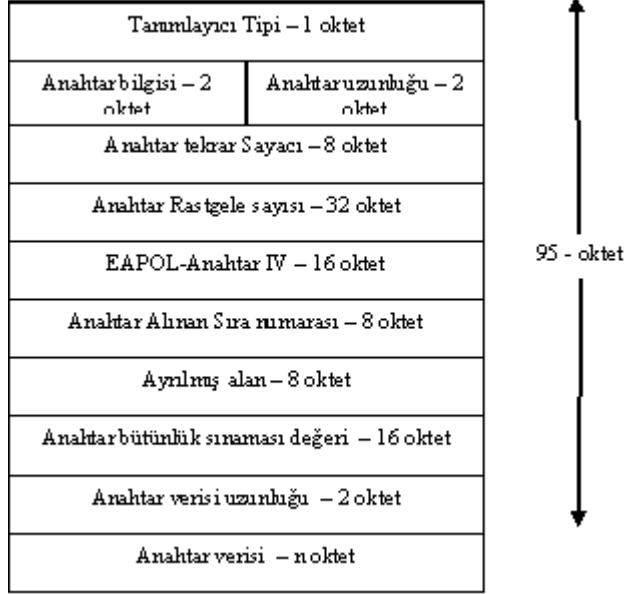 Tanımlayıcı Tipi – 1 oktet
Anahtar bilgisi – 2
oktet
Anahtar uzunluğu – 2
oktet
Anahtar tekrar Sayacı – 8 oktet
Anahtar Rastgele sayısı – 32 oktet
EAPOL-Anahtar IV – 16 oktet
Anahtar Alınan Sıra numarası – 8 oktet
Ayrılmış alan – 8 oktet
Anahtar bütünlük sınaması değeri – 16 oktet
Anahtar verisi uzunluğu – 2 oktet
Anahtar verisi – n oktet
95 - oktet